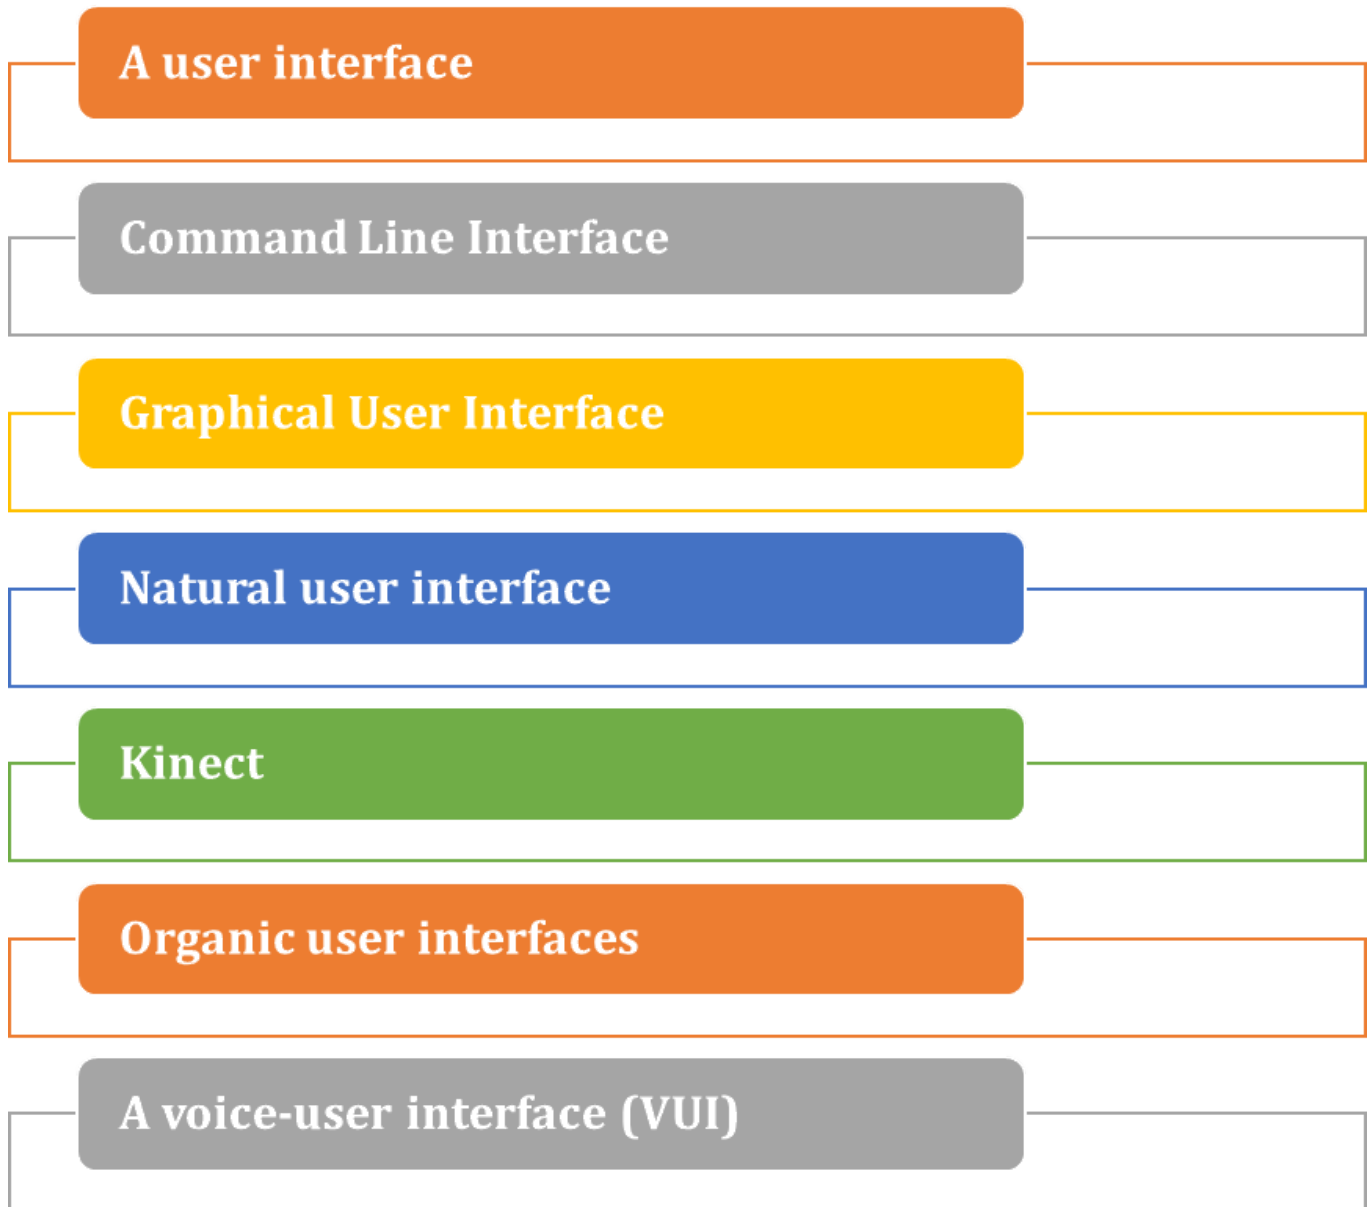 A user interface
Command Line Interface
Graphical User Interface
Natural user interface
Kinect
Organic user interfaces
A voice-user interface (VUI)